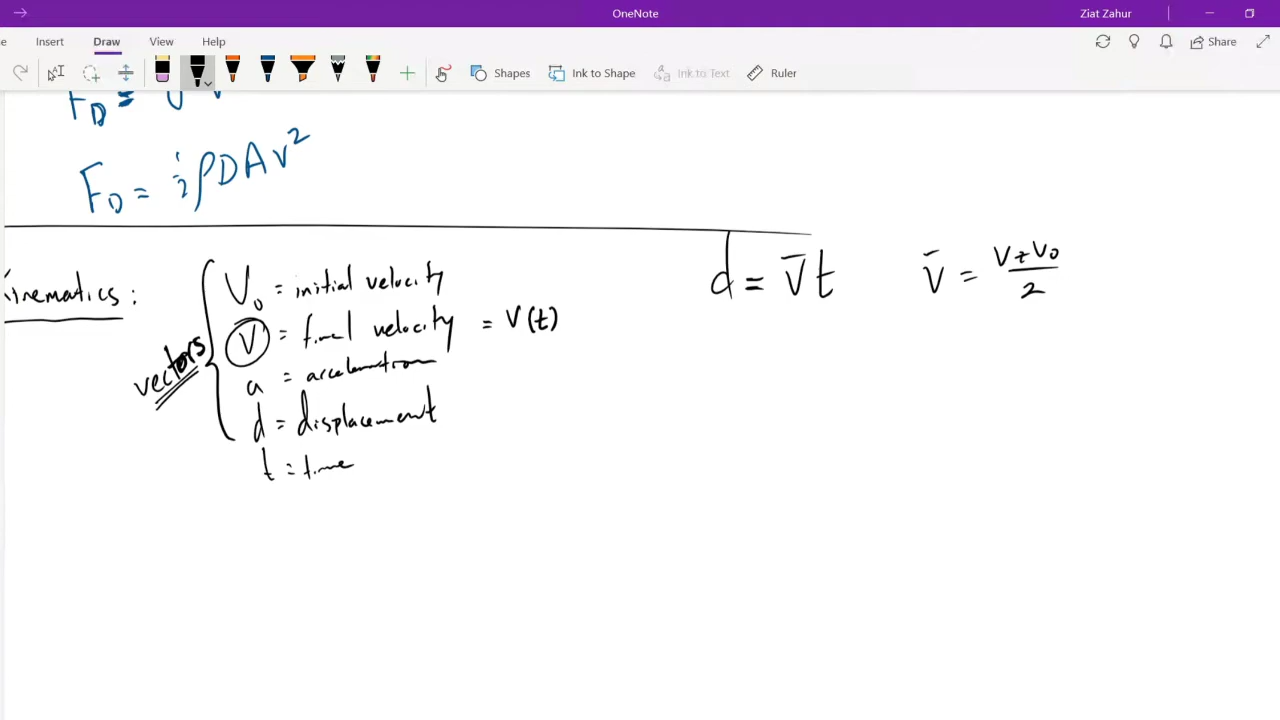 OneNote
Ziat Zahur
Insert Draw View Help
Share
Shapes
Ink to Shape
Ink to Text
Ruler
F_D =
F_D = ½ρDAv²
Kinematics:
vectors
V₀ = initial velocity
V = final velocity = V(t)
a = acceleration
d = displacement
t = time
d = V̄t
V̄ = (V+V₀)/2